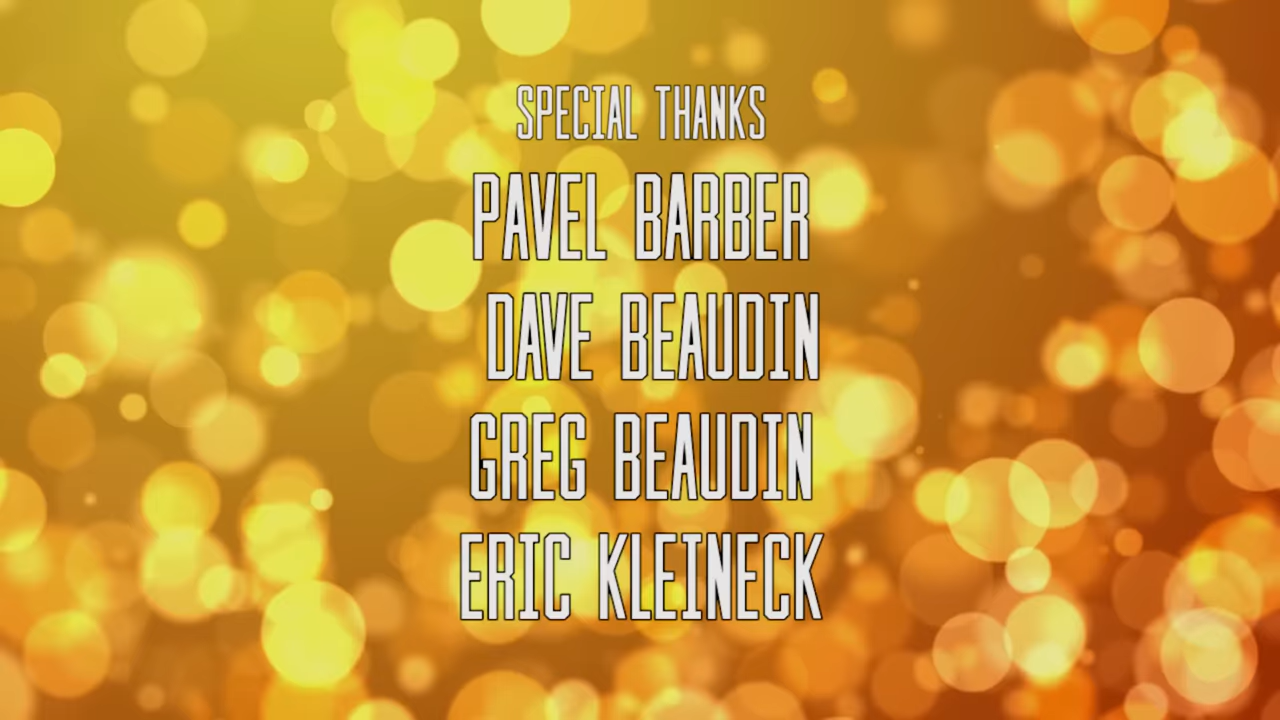 SPECIAL THANKS
PAVEL BARBER
DAVE BEAUDIN
GREG BEAUDIN
ERIC KLEINECK